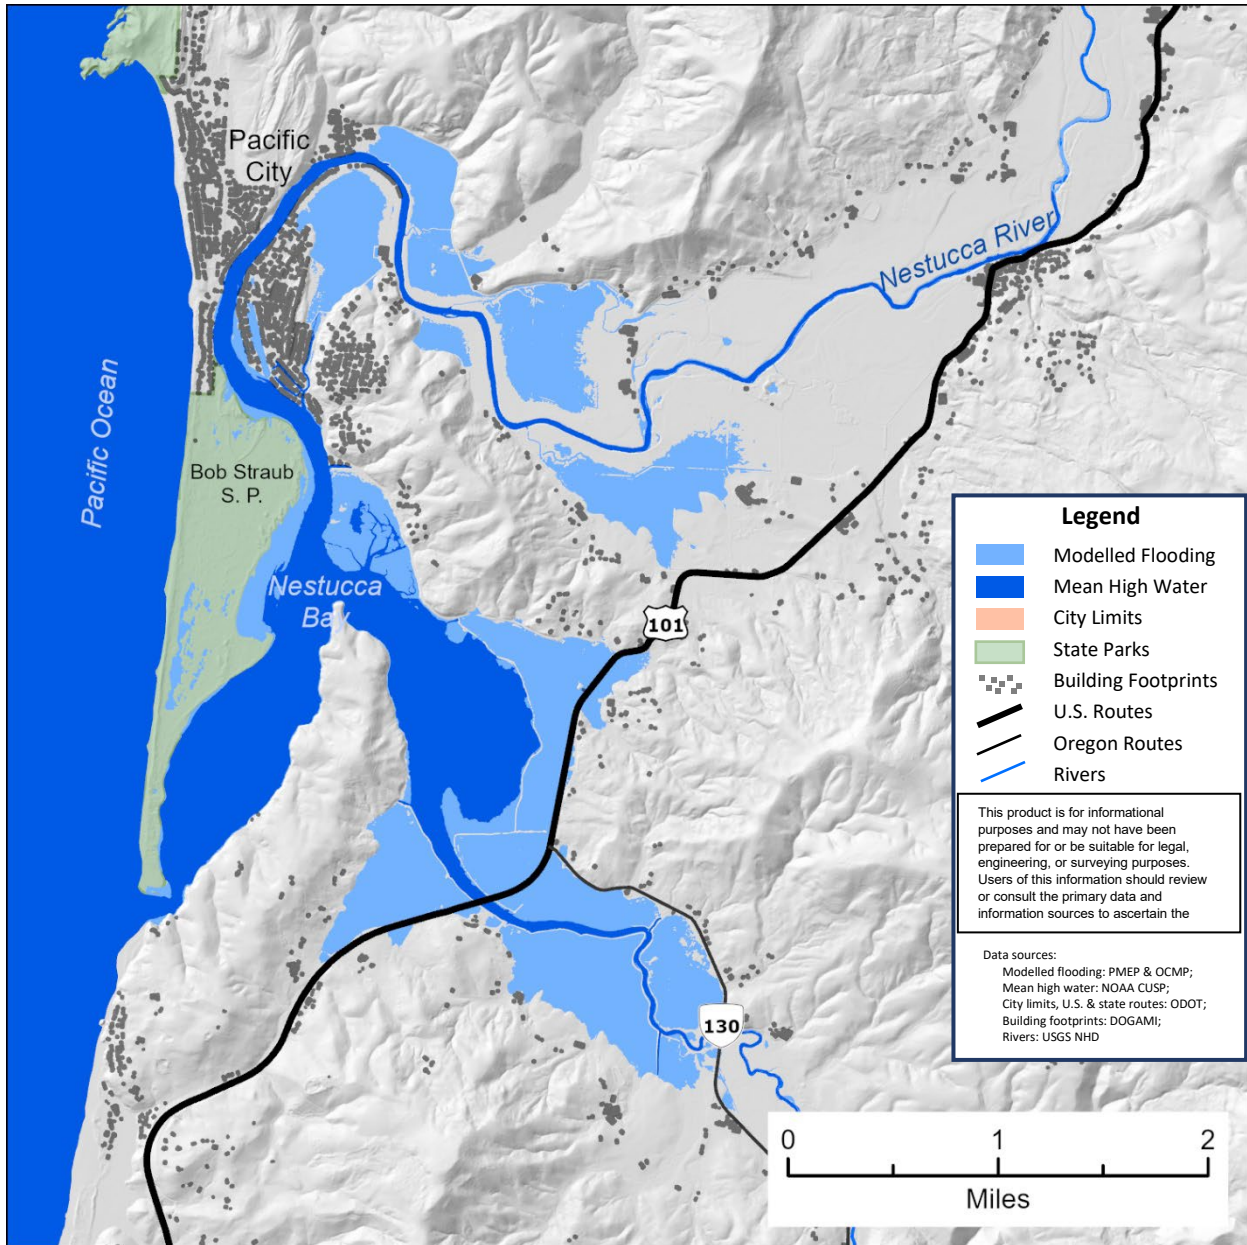 Pacific
City
Nestucca River
Pacific Ocean
Bob Straub
S. P.
Nestucca
Bay
101
130
Legend
Modelled Flooding
Mean High Water
City Limits
State Parks
Building Footprints
U.S. Routes
Oregon Routes
Rivers
This product is for informational
purposes and may not have been
prepared for or be suitable for legal,
engineering, or surveying purposes.
Users of this information should review
or consult the primary data and
information sources to ascertain the
Data sources:
Modelled flooding: PMEP & OCMP;
Mean high water: NOAA CUSP;
City limits, U.S. & state routes: ODOT;
Building footprints: DOGAMI;
Rivers: USGS NHD
0 1 2
Miles